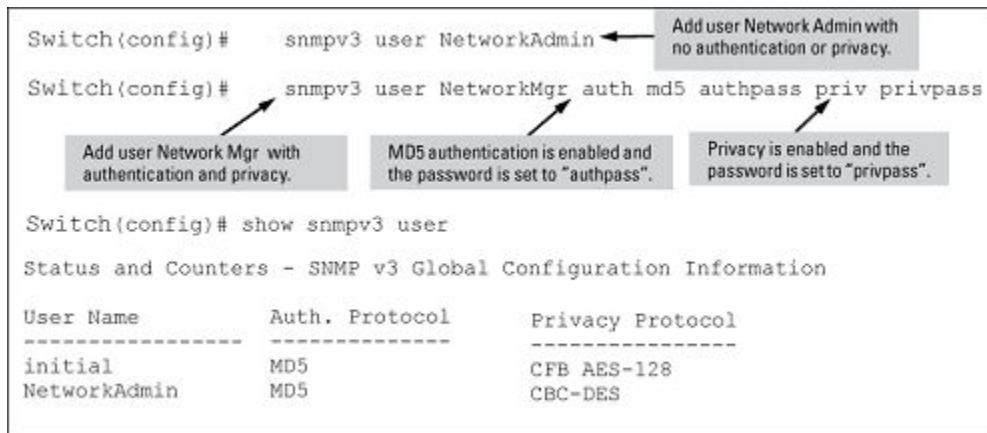 Switch(config)# snmpv3 user NetworkAdmin
Add user Network Admin with
no authentication or privacy.
Switch(config)# snmpv3 user NetworkMgr auth md5 authpass priv privpass
Add user Network Mgr with
authentication and privacy.
MD5 authentication is enabled and
the password is set to "authpass".
Privacy is enabled and the
password is set to "privpass".
Switch(config)# show snmpv3 user
Status and Counters - SNMP v3 Global Configuration Information
User Name Auth. Protocol Privacy Protocol
----------------- -------------- ----------------
initial MD5 CFB AES-128
NetworkAdmin MD5 CBC-DES